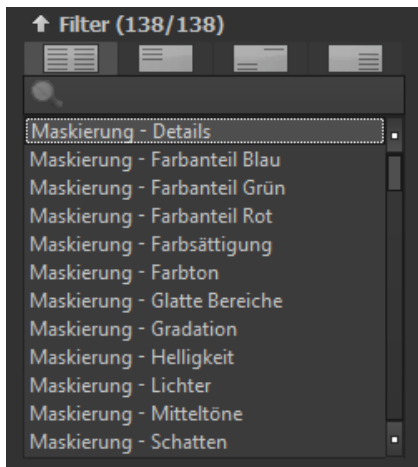 Filter (138/138)
Maskierung - Details
Maskierung - Farbanteil Blau
Maskierung - Farbanteil Grün
Maskierung - Farbanteil Rot
Maskierung - Farbsättigung
Maskierung - Farbton
Maskierung - Glatte Bereiche
Maskierung - Gradation
Maskierung - Helligkeit
Maskierung - Lichter
Maskierung - Mitteltöne
Maskierung - Schatten